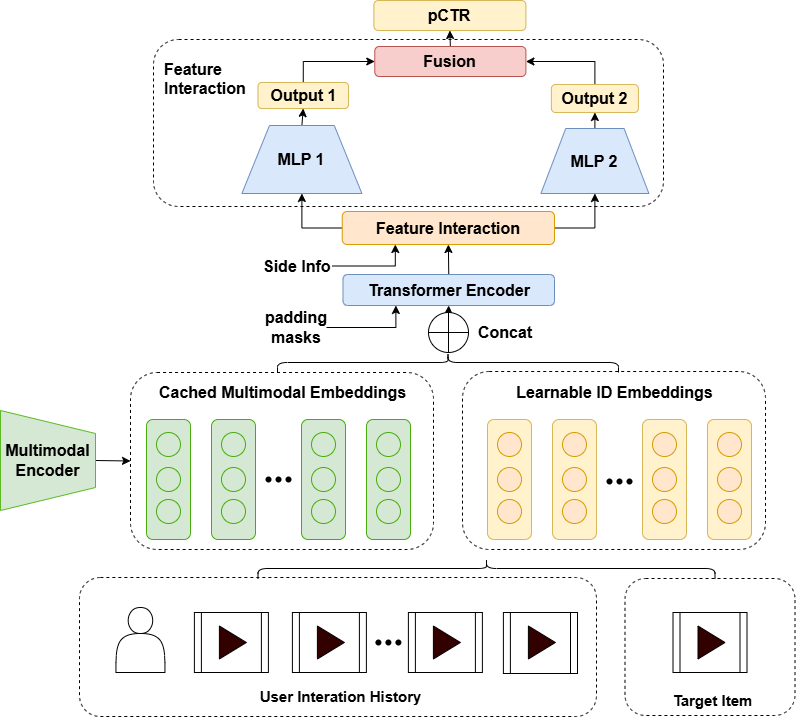 pCTR
Fusion
Feature
Interaction
Output 1
Output 2
MLP 1
MLP 2
Feature Interaction
Side Info
Transformer Encoder
padding
masks
Concat
Cached Multimodal Embeddings
Learnable ID Embeddings
Multimodal
Encoder
User Interation History
Target Item